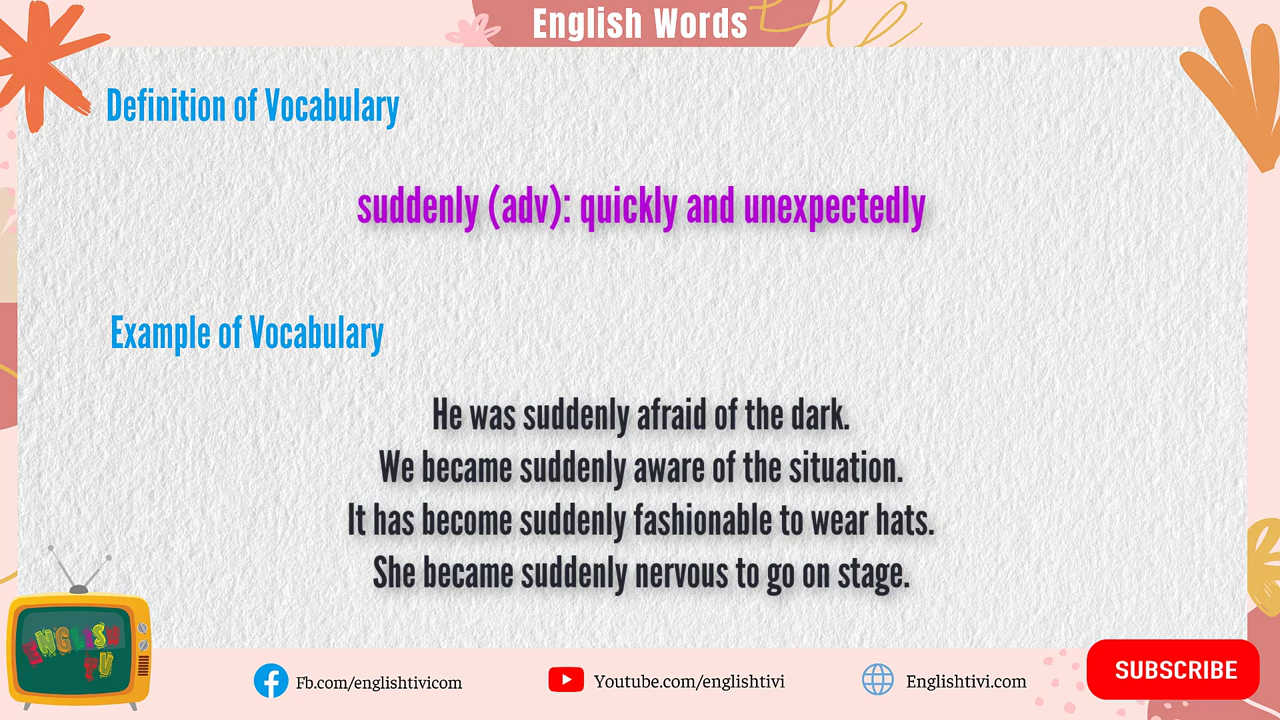 English Words
Definition of Vocabulary
suddenly (adv): quickly and unexpectedly
Example of Vocabulary
He was suddenly afraid of the dark.
We became suddenly aware of the situation.
It has become suddenly fashionable to wear hats.
She became suddenly nervous to go on stage.
ENGLISH
TV
Fb.com/englishtivicom
Youtube.com/englishtivi
Englishtivi.com
SUBSCRIBE